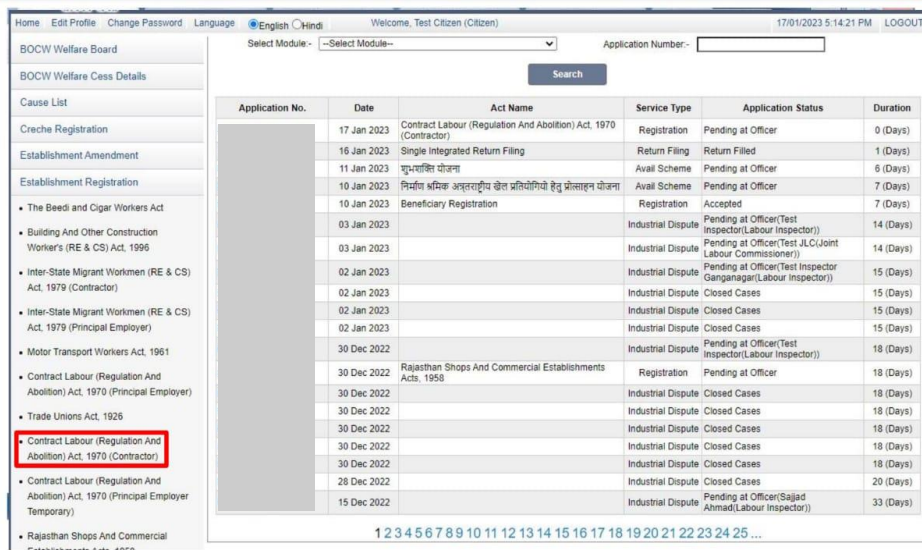 Home Edit Profile Change Password Language English Hindi Welcome, Test Citizen (Citizen) 17/01/2023 5:14:21 PM LOGOUT
BOCW Welfare Board
BOCW Welfare Cess Details
Cause List
Creche Registration
Establishment Amendment
Establishment Registration
The Beedi and Cigar Workers Act
Building And Other Construction
Worker's (RE & CS) Act, 1996
Inter-State Migrant Workmen (RE & CS)
Act, 1979 (Contractor)
Inter-State Migrant Workmen (RE & CS)
Act, 1979 (Principal Employer)
Motor Transport Workers Act, 1961
Contract Labour (Regulation And
Abolition) Act, 1970 (Principal Employer)
Trade Unions Act, 1926
Contract Labour (Regulation And
Abolition) Act, 1970 (Contractor)
Contract Labour (Regulation And
Abolition) Act, 1970 (Principal Employer
Temporary)
Rajasthan Shops And Commercial
Select Module:- --Select Module-- Application Number:-
Search
Application No. Date Act Name Service Type Application Status Duration
17 Jan 2023 Contract Labour (Regulation And Abolition) Act, 1970 (Contractor) Registration Pending at Officer 0 (Days)
16 Jan 2023 Single Integrated Return Filing Return Filing Return Filled 1 (Days)
11 Jan 2023 शुभशक्ति योजना Avail Scheme Pending at Officer 6 (Days)
10 Jan 2023 निर्माण श्रमिक अन्र्तराष्ट्रीय खेल प्रतियोगियो हेतु प्रोत्साहन योजना Avail Scheme Pending at Officer 7 (Days)
10 Jan 2023 Beneficiary Registration Registration Accepted 7 (Days)
03 Jan 2023 Industrial Dispute Pending at Officer(Test Inspector(Labour Inspector)) 14 (Days)
03 Jan 2023 Industrial Dispute Pending at Officer(Test JLC(Joint Labour Commissioner)) 14 (Days)
02 Jan 2023 Industrial Dispute Pending at Officer(Test Inspector Ganganagar(Labour Inspector)) 15 (Days)
02 Jan 2023 Industrial Dispute Closed Cases 15 (Days)
02 Jan 2023 Industrial Dispute Closed Cases 15 (Days)
02 Jan 2023 Industrial Dispute Closed Cases 15 (Days)
30 Dec 2022 Industrial Dispute Pending at Officer(Test Inspector(Labour Inspector)) 18 (Days)
30 Dec 2022 Rajasthan Shops And Commercial Establishments Acts, 1958 Registration Pending at Officer 18 (Days)
30 Dec 2022 Industrial Dispute Closed Cases 18 (Days)
30 Dec 2022 Industrial Dispute Closed Cases 18 (Days)
30 Dec 2022 Industrial Dispute Closed Cases 18 (Days)
30 Dec 2022 Industrial Dispute Closed Cases 18 (Days)
30 Dec 2022 Industrial Dispute Closed Cases 18 (Days)
28 Dec 2022 Industrial Dispute Closed Cases 20 (Days)
15 Dec 2022 Industrial Dispute Pending at Officer(Sajjad Ahmad(Labour Inspector)) 33 (Days)
1 2 3 4 5 6 7 8 9 10 11 12 13 14 15 16 17 18 19 20 21 22 23 24 25 ...